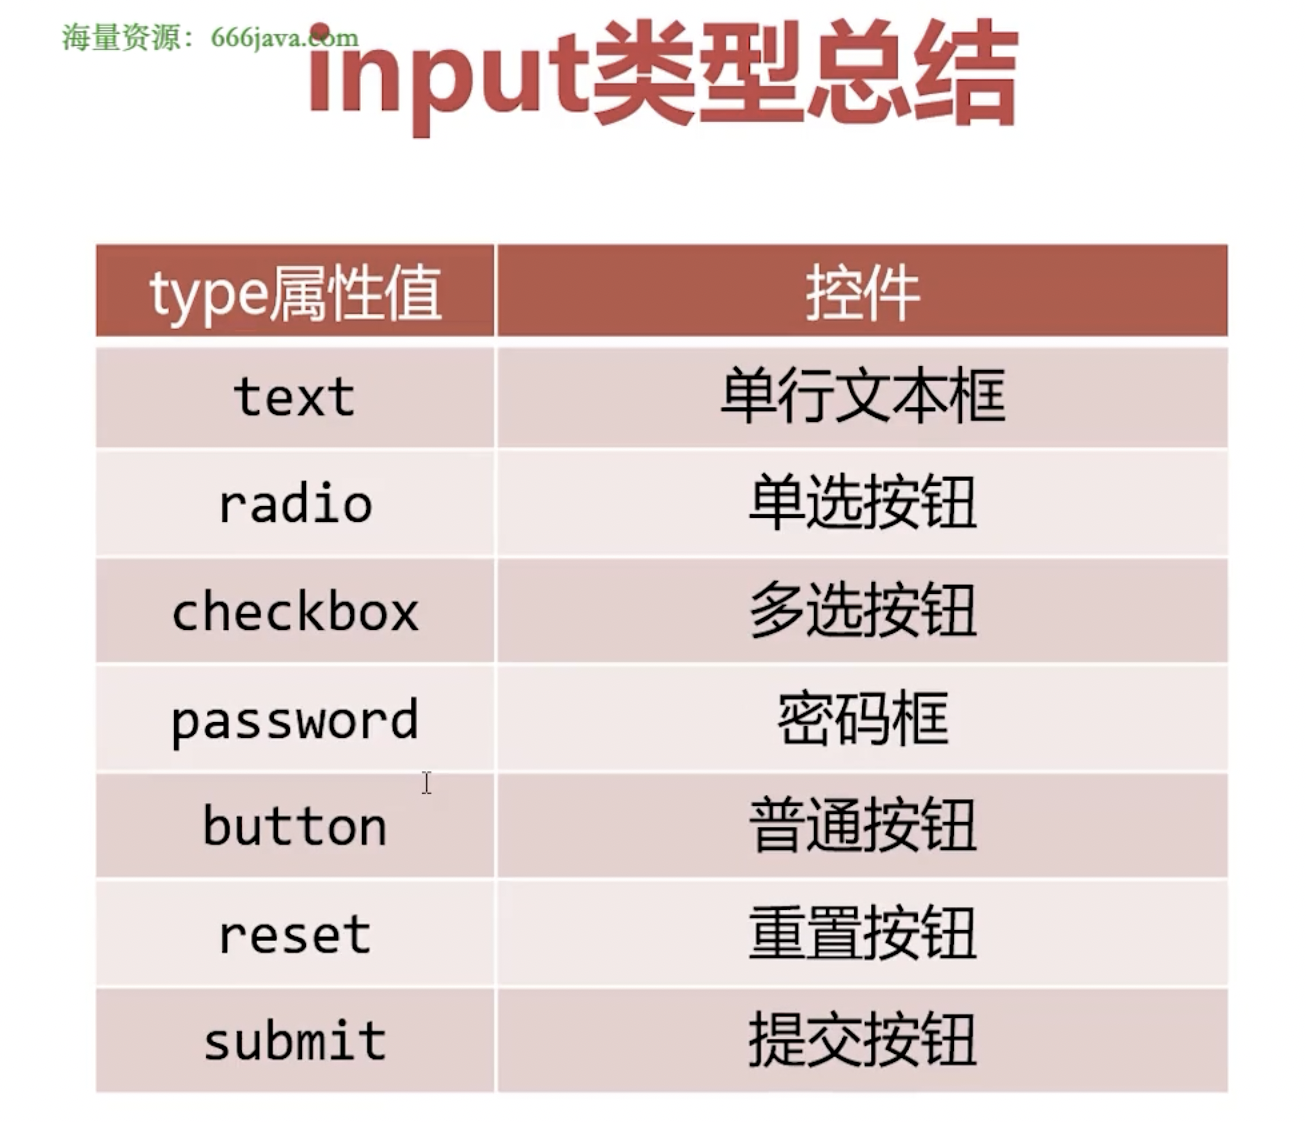 海量资源：666java.com
input类型总结
type属性值 控件
text 单行文本框
radio 单选按钮
checkbox 多选按钮
password 密码框
button 普通按钮
reset 重置按钮
submit 提交按钮